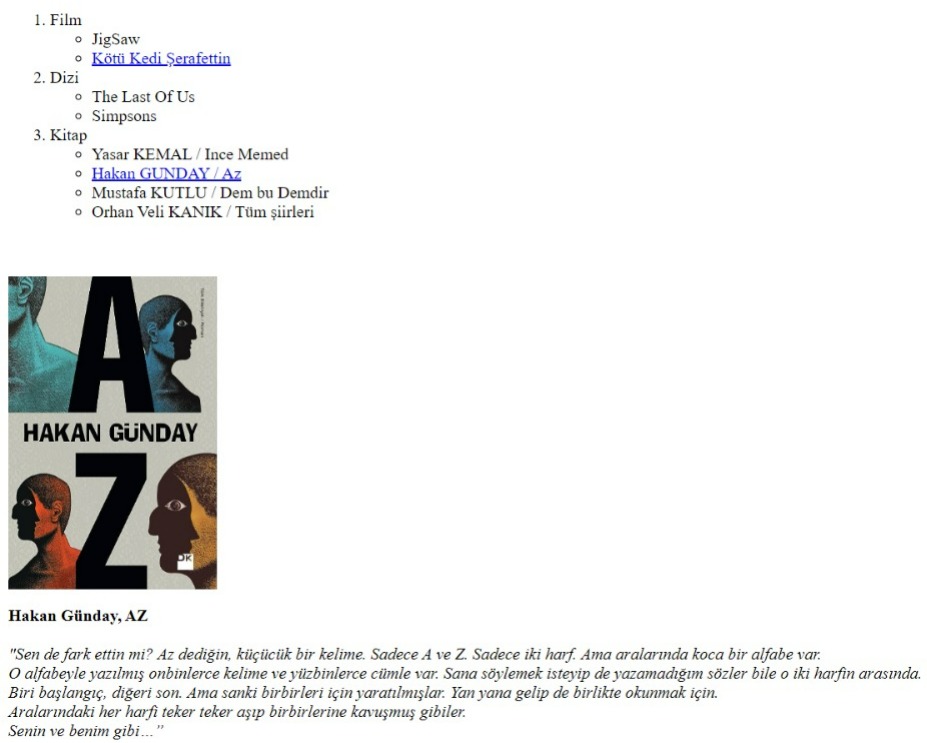 1. Film
JigSaw
Kötü Kedi Şerafettin
2. Dizi
The Last Of Us
Simpsons
3. Kitap
Yasar KEMAL / Ince Memed
Hakan GUNDAY / Az
Mustafa KUTLU / Dem bu Demdir
Orhan Veli KANIK / Tüm şiirleri
A
HAKAN GÜNDAY
Z
DK
Hakan Günday, AZ
"Sen de fark ettin mi? Az dediğin, küçücük bir kelime. Sadece A ve Z. Sadece iki harf. Ama aralarında koca bir alfabe var.
O alfabeyle yazılmış onbinlerce kelime ve yüzbinlerce cümle var. Sana söylemek isteyip de yazamadığım sözler bile o iki harfin arasında.
Biri başlangıç, diğeri son. Ama sanki birbirleri için yaratılmışlar. Yan yana gelip de birlikte okunmak için.
Aralarındaki her harfi teker teker aşıp birbirlerine kavuşmuş gibiler.
Senin ve benim gibi…”